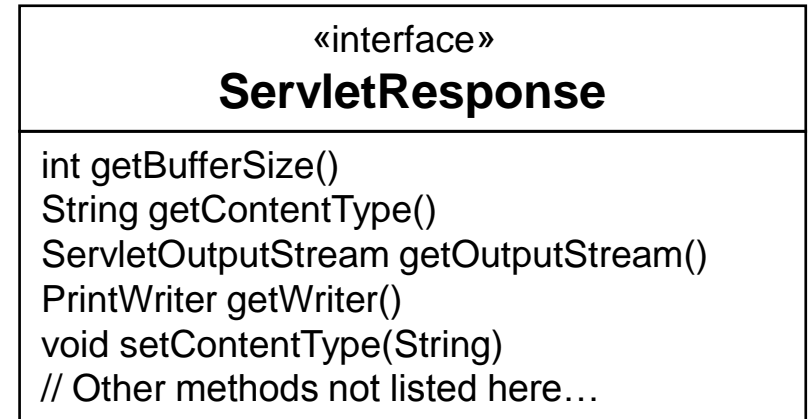 «interface»
ServletResponse
int getBufferSize()
String getContentType()
ServletOutputStream getOutputStream()
PrintWriter getWriter()
void setContentType(String)
// Other methods not listed here…